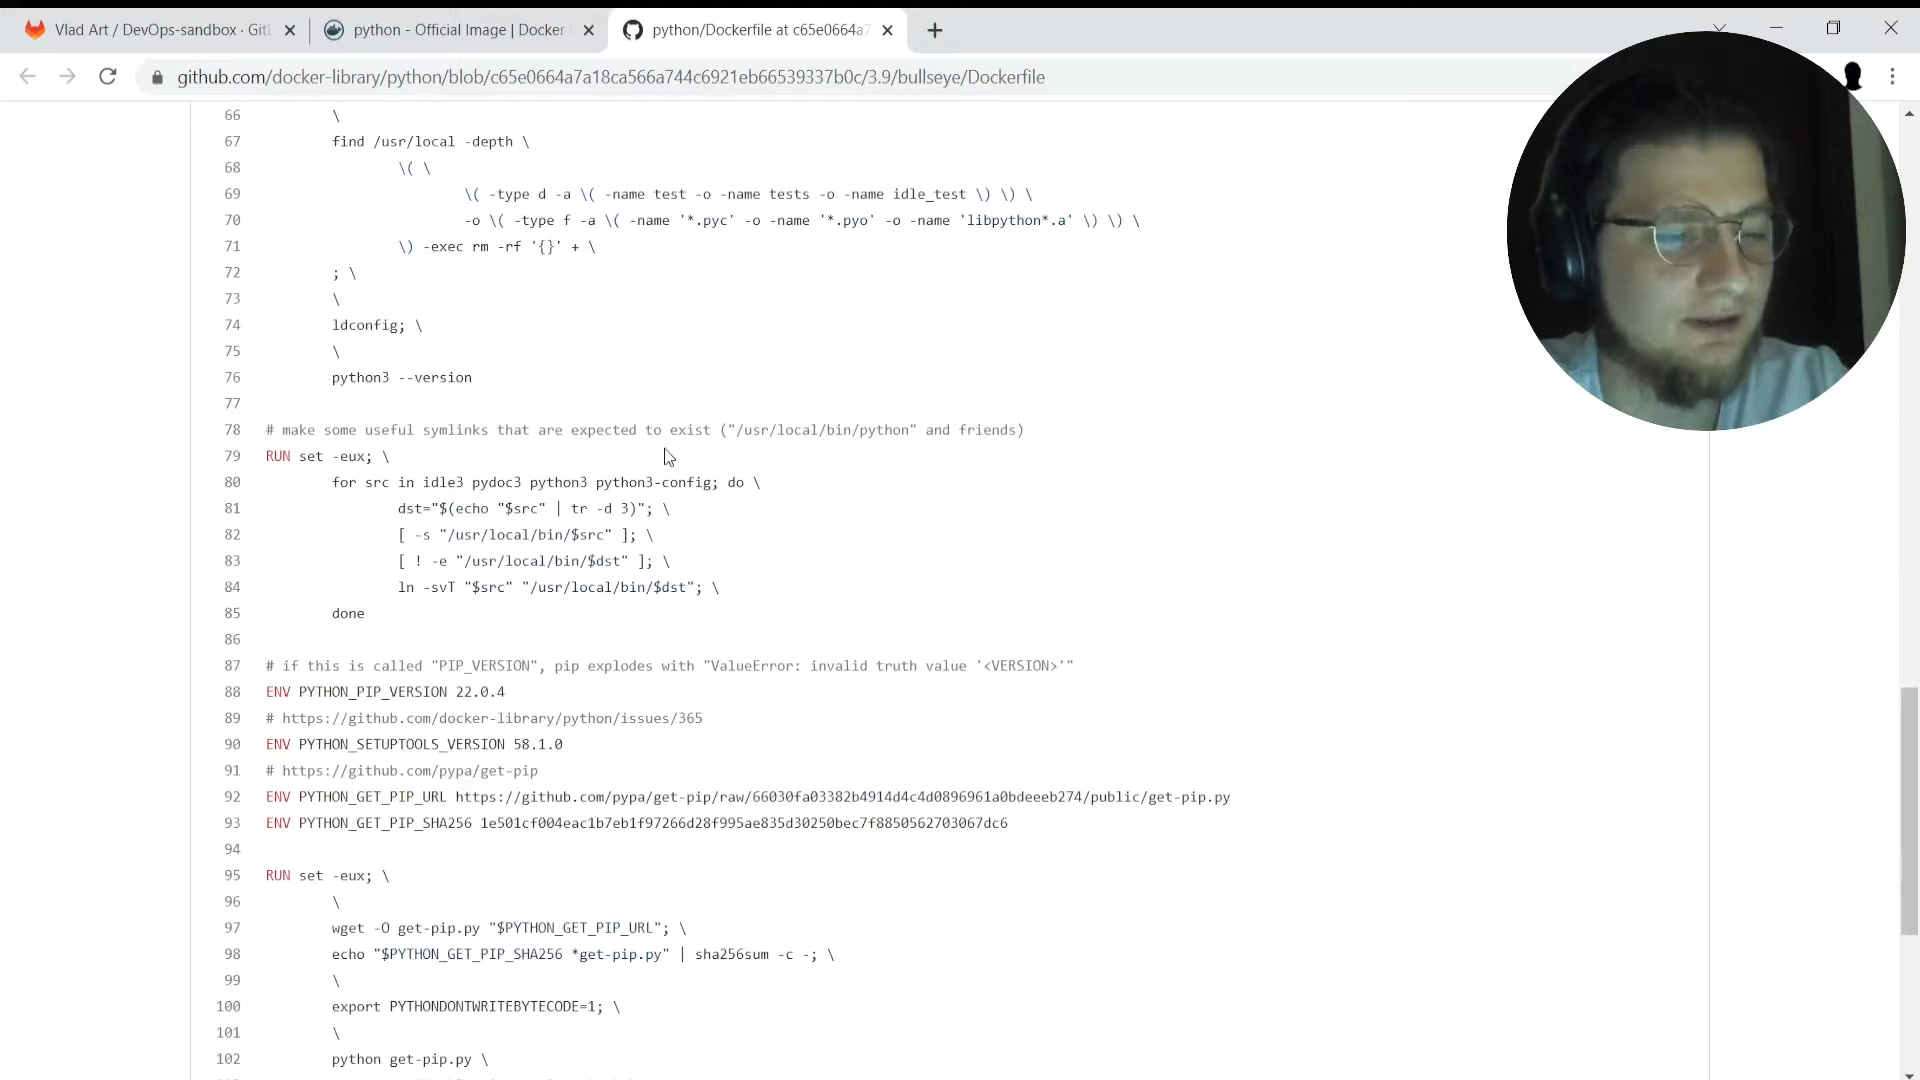 Vlad Art / DevOps-sandbox · GitL
python - Official Image | Docker
python/Dockerfile at c65e0664a7
github.com/docker-library/python/blob/c65e0664a7a18ca566a744c6921eb66539337b0c/3.9/bullseye/Dockerfile
66 \
67 find /usr/local -depth \
68 \( \
69 \( -type d -a \( -name test -o -name tests -o -name idle_test \) \) \
70 -o \( -type f -a \( -name '*.pyc' -o -name '*.pyo' -o -name 'libpython*.a' \) \) \
71 \) -exec rm -rf '{}' + \
72 ; \
73 \
74 ldconfig; \
75 \
76 python3 --version
77
78 # make some useful symlinks that are expected to exist ("/usr/local/bin/python" and friends)
79 RUN set -eux; \
80 for src in idle3 pydoc3 python3 python3-config; do \
81 dst="$(echo "$src" | tr -d 3)"; \
82 [ -s "/usr/local/bin/$src" ]; \
83 [ ! -e "/usr/local/bin/$dst" ]; \
84 ln -svT "$src" "/usr/local/bin/$dst"; \
85 done
86
87 # if this is called "PIP_VERSION", pip explodes with "ValueError: invalid truth value '<VERSION>'"
88 ENV PYTHON_PIP_VERSION 22.0.4
89 # https://github.com/docker-library/python/issues/365
90 ENV PYTHON_SETUPTOOLS_VERSION 58.1.0
91 # https://github.com/pypa/get-pip
92 ENV PYTHON_GET_PIP_URL https://github.com/pypa/get-pip/raw/66030fa03382b4914d4c4d0896961a0bdeeeb274/public/get-pip.py
93 ENV PYTHON_GET_PIP_SHA256 1e501cf004eac1b7eb1f97266d28f995ae835d30250bec7f8850562703067dc6
94
95 RUN set -eux; \
96 \
97 wget -O get-pip.py "$PYTHON_GET_PIP_URL"; \
98 echo "$PYTHON_GET_PIP_SHA256 *get-pip.py" | sha256sum -c -; \
99 \
100 export PYTHONDONTWRITEBYTECODE=1; \
101 \
102 python get-pip.py \